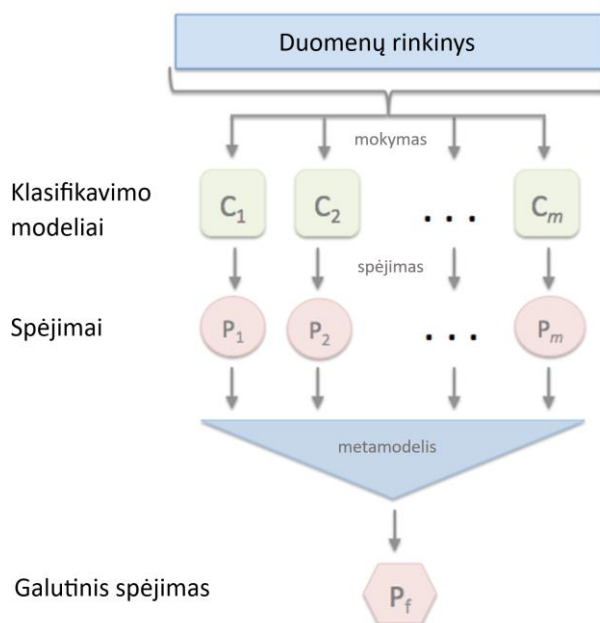 Duomenų rinkinys
mokymas
Klasifikavimo
modeliai
C1 C2 . . . Cm
spėjimas
Spėjimai
P1 P2 . . . Pm
metamodelis
Galutinis spėjimas
Pf